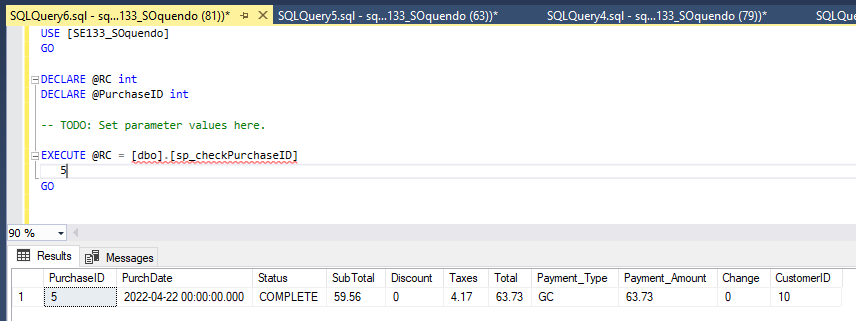 SQLQuery6.sql - sq...133_SOquendo (81))* SQLQuery5.sql - sq...133_SOquendo (63))* SQLQuery4.sql - sq...133_SOquendo (79))* SQLQue
USE [SE133_SOquendo]
GO
DECLARE @RC int
DECLARE @PurchaseID int
-- TODO: Set parameter values here.
EXECUTE @RC = [dbo].[sp_checkPurchaseID]
5
GO
90 %
Results Messages
PurchaseID PurchDate Status SubTotal Discount Taxes Total Payment_Type Payment_Amount Change CustomerID
1 5 2022-04-22 00:00:00.000 COMPLETE 59.56 0 4.17 63.73 GC 63.73 0 10